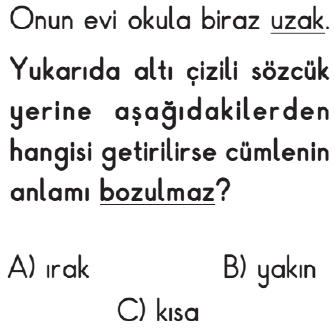 Onun evi okula biraz uzak.
Yukarıda altı çizili sözcük
yerine aşağıdakilerden
hangisi getirilirse cümlenin
anlamı bozulmaz?
A) ırak B) yakın
C) kısa